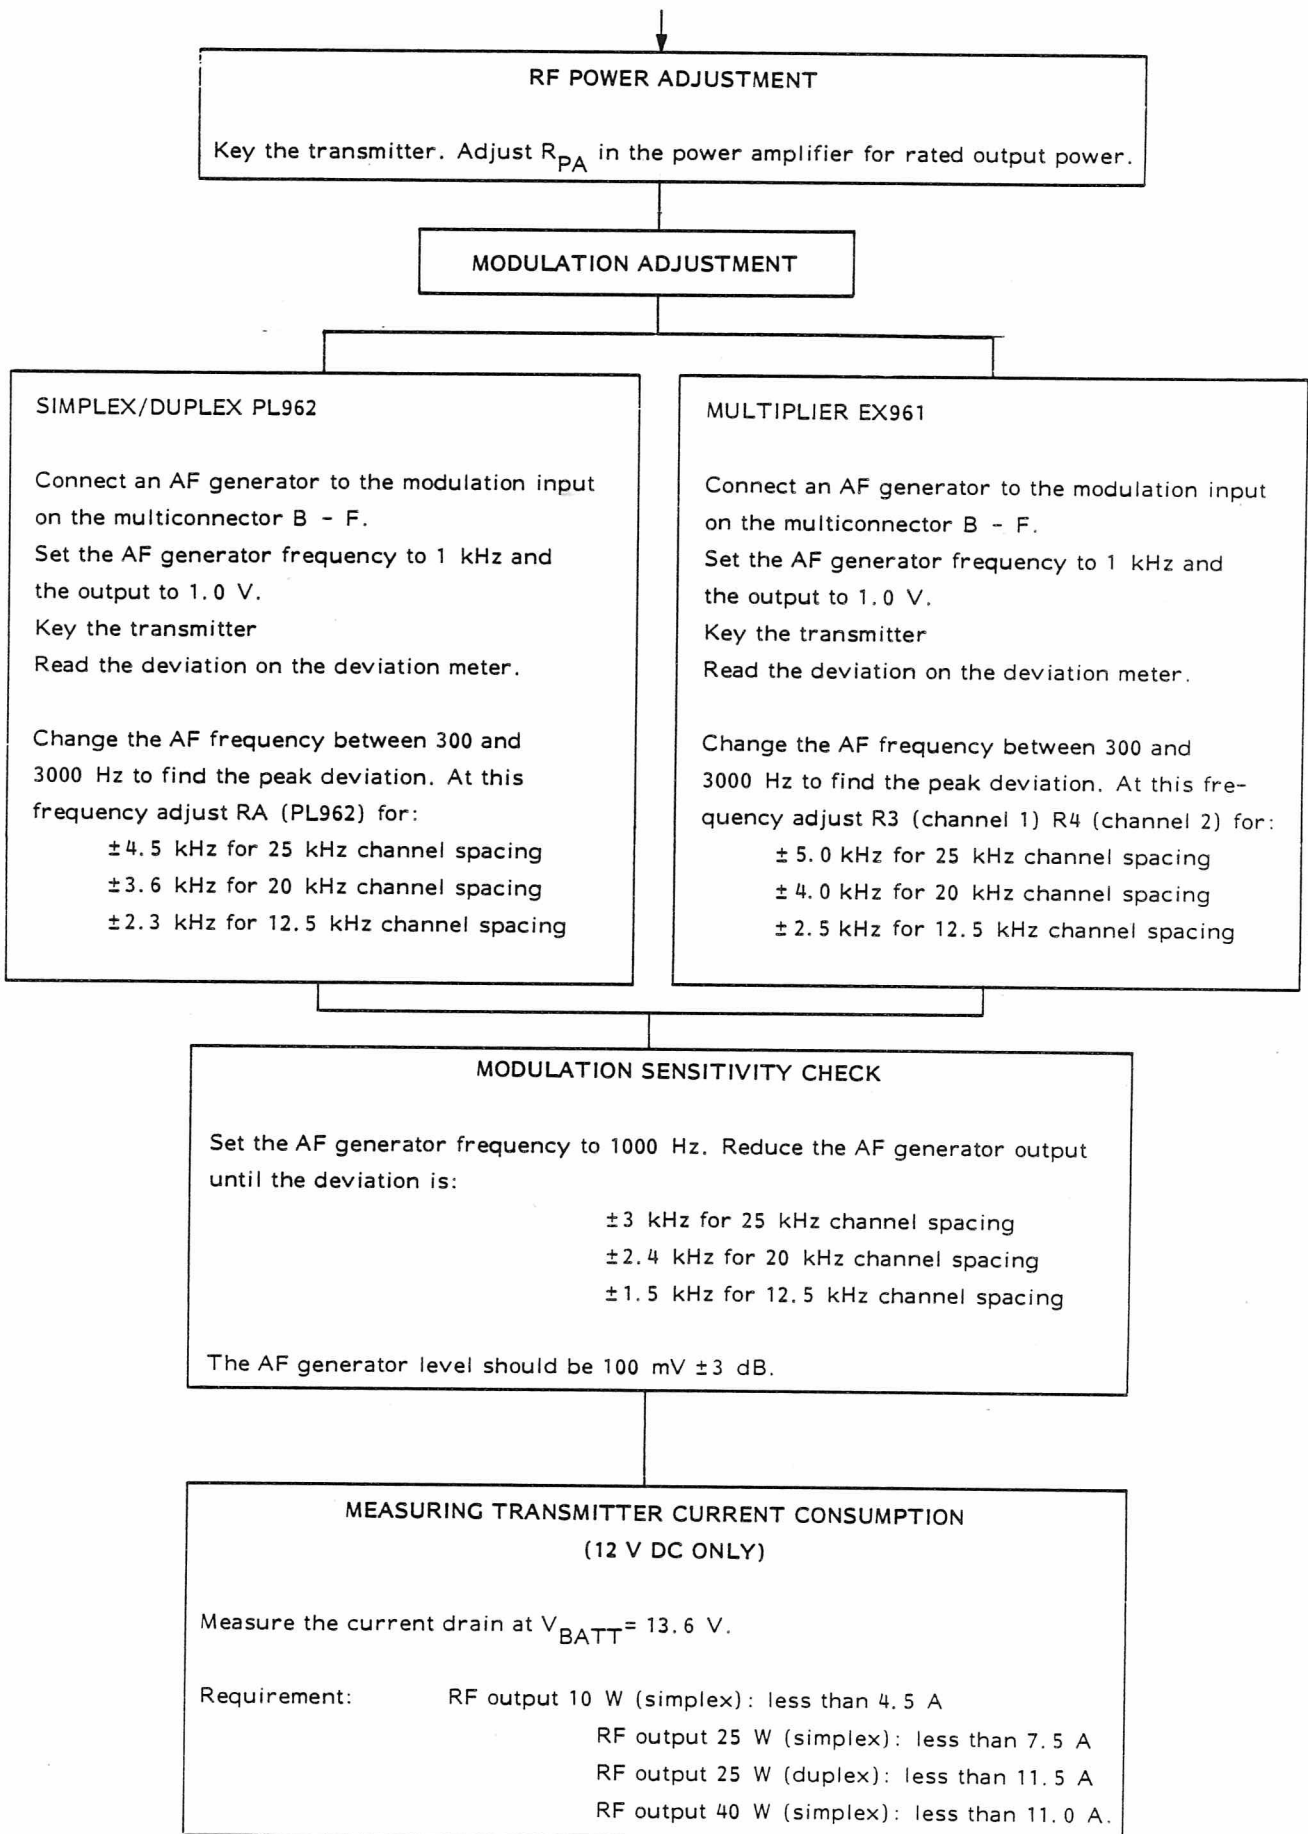 RF POWER ADJUSTMENT
Key the transmitter. Adjust RPA in the power amplifier for rated output power.
MODULATION ADJUSTMENT
SIMPLEX/DUPLEX PL962
Connect an AF generator to the modulation input
on the multiconnector B - F.
Set the AF generator frequency to 1 kHz and
the output to 1.0 V.
Key the transmitter
Read the deviation on the deviation meter.
Change the AF frequency between 300 and
3000 Hz to find the peak deviation. At this
frequency adjust RA (PL962) for:
±4.5 kHz for 25 kHz channel spacing
±3.6 kHz for 20 kHz channel spacing
±2.3 kHz for 12.5 kHz channel spacing
MULTIPLIER EX961
Connect an AF generator to the modulation input
on the multiconnector B - F.
Set the AF generator frequency to 1 kHz and
the output to 1.0 V.
Key the transmitter
Read the deviation on the deviation meter.
Change the AF frequency between 300 and
3000 Hz to find the peak deviation. At this fre-
quency adjust R3 (channel 1) R4 (channel 2) for:
± 5.0 kHz for 25 kHz channel spacing
± 4.0 kHz for 20 kHz channel spacing
± 2.5 kHz for 12.5 kHz channel spacing
MODULATION SENSITIVITY CHECK
Set the AF generator frequency to 1000 Hz. Reduce the AF generator output
until the deviation is:
±3 kHz for 25 kHz channel spacing
±2.4 kHz for 20 kHz channel spacing
±1.5 kHz for 12.5 kHz channel spacing
The AF generator level should be 100 mV ±3 dB.
MEASURING TRANSMITTER CURRENT CONSUMPTION
(12 V DC ONLY)
Measure the current drain at VBATT= 13.6 V.
Requirement: RF output 10 W (simplex): less than 4.5 A
RF output 25 W (simplex): less than 7.5 A
RF output 25 W (duplex): less than 11.5 A
RF output 40 W (simplex): less than 11.0 A.